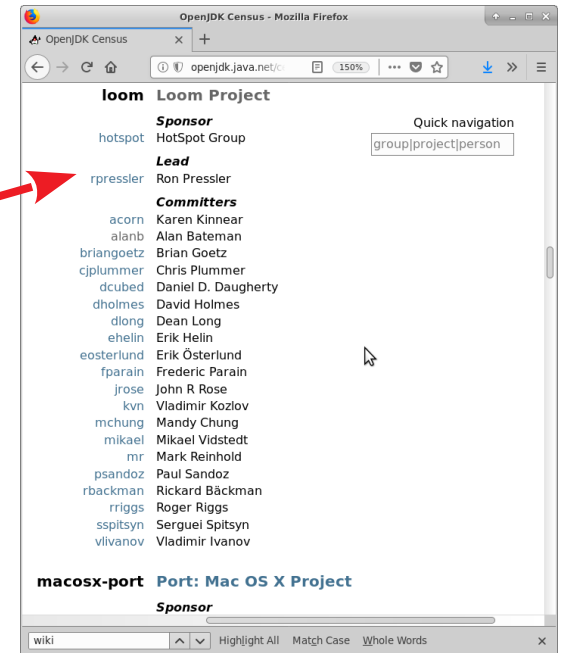 OpenJDK Census - Mozilla Firefox
OpenJDK Census
openjdk.java.net/c
150%
loom Loom Project
Sponsor
Quick navigation
hotspot HotSpot Group
group|project|person
Lead
rpressler Ron Pressler
Committers
acorn Karen Kinnear
alanb Alan Bateman
briangoetz Brian Goetz
cjplummer Chris Plummer
dcubed Daniel D. Daugherty
dholmes David Holmes
dlong Dean Long
ehelin Erik Helin
eosterlund Erik Österlund
fparain Frederic Parain
jrose John R Rose
kvn Vladimir Kozlov
mchung Mandy Chung
mikael Mikael Vidstedt
mr Mark Reinhold
psandoz Paul Sandoz
rbackman Rickard Bäckman
rriggs Roger Riggs
sspitsyn Serguei Spitsyn
vlivanov Vladimir Ivanov
macosx-port Port: Mac OS X Project
Sponsor
wiki Highlight All Match Case Whole Words